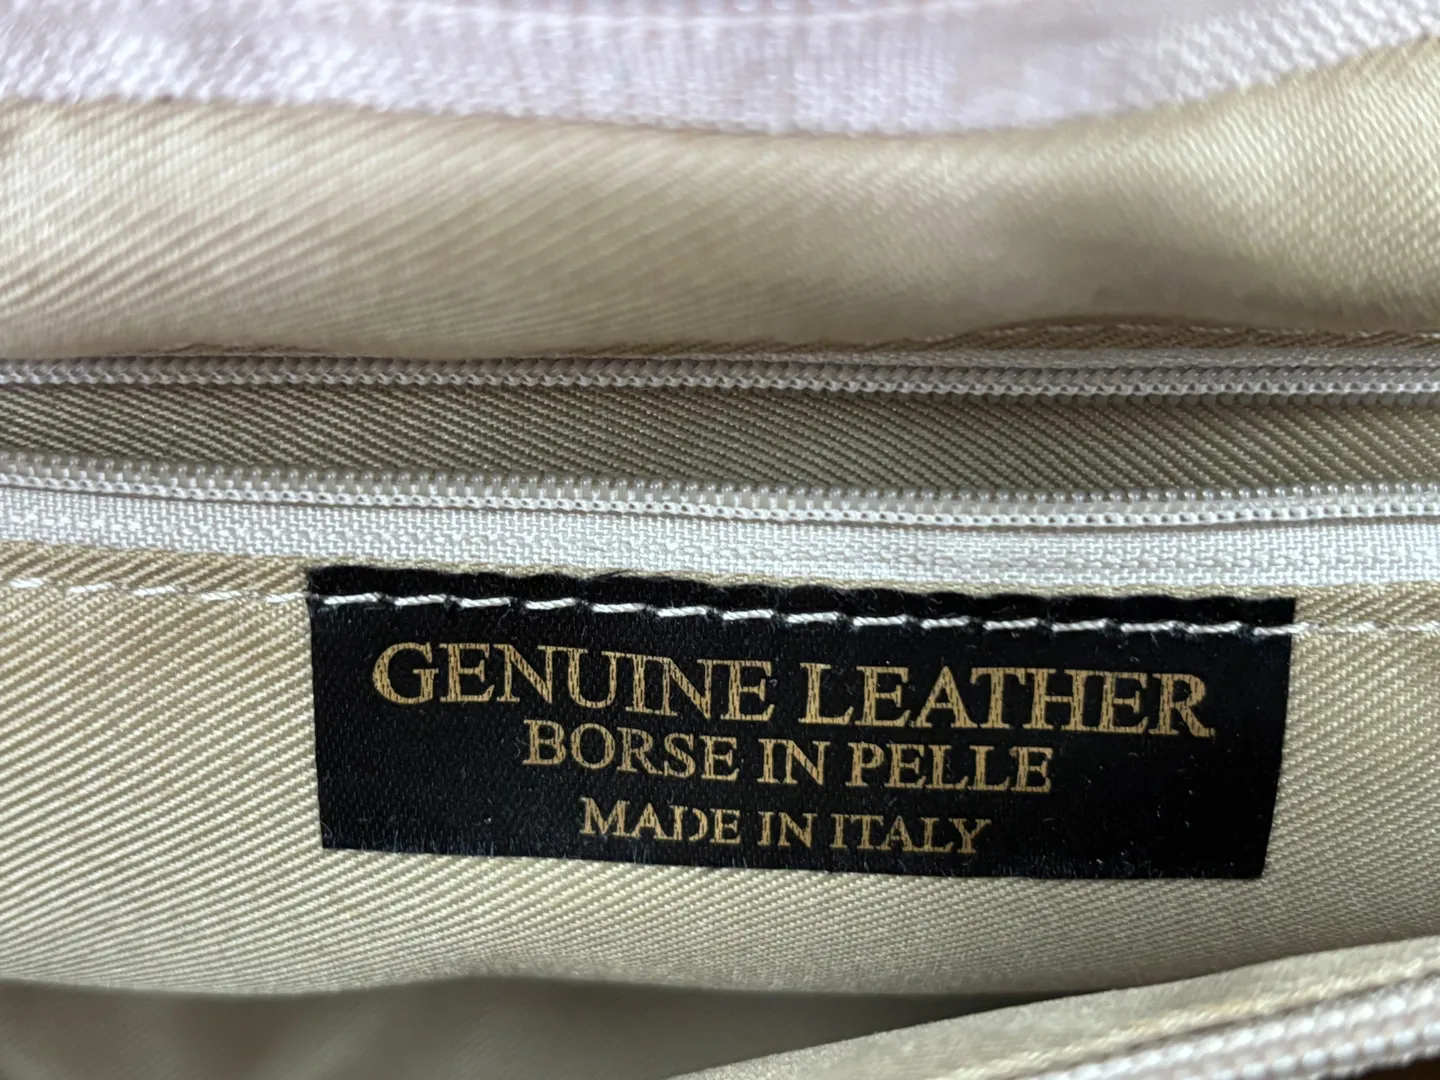 GENUINE LEATHER
BORSE IN PELLE
MADE IN ITALY